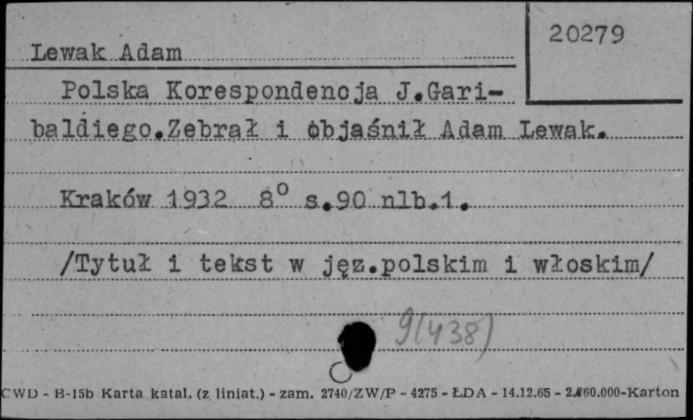 20279
Lewak Adam
Polska Korespondencja J.Gari-
baldiego.Zebrał i objaśnił Adam Lewak.
Kraków 1932 8° s.90 nlb.1.
/Tytuł i tekst w jęz.polskim i włoskim/
9(438)
CWD - B-15b Karta katal. (z liniat.) - zam. 2740/ZW/P - 4275 - ŁDA - 14.12.65 - 2.860.000-Karton